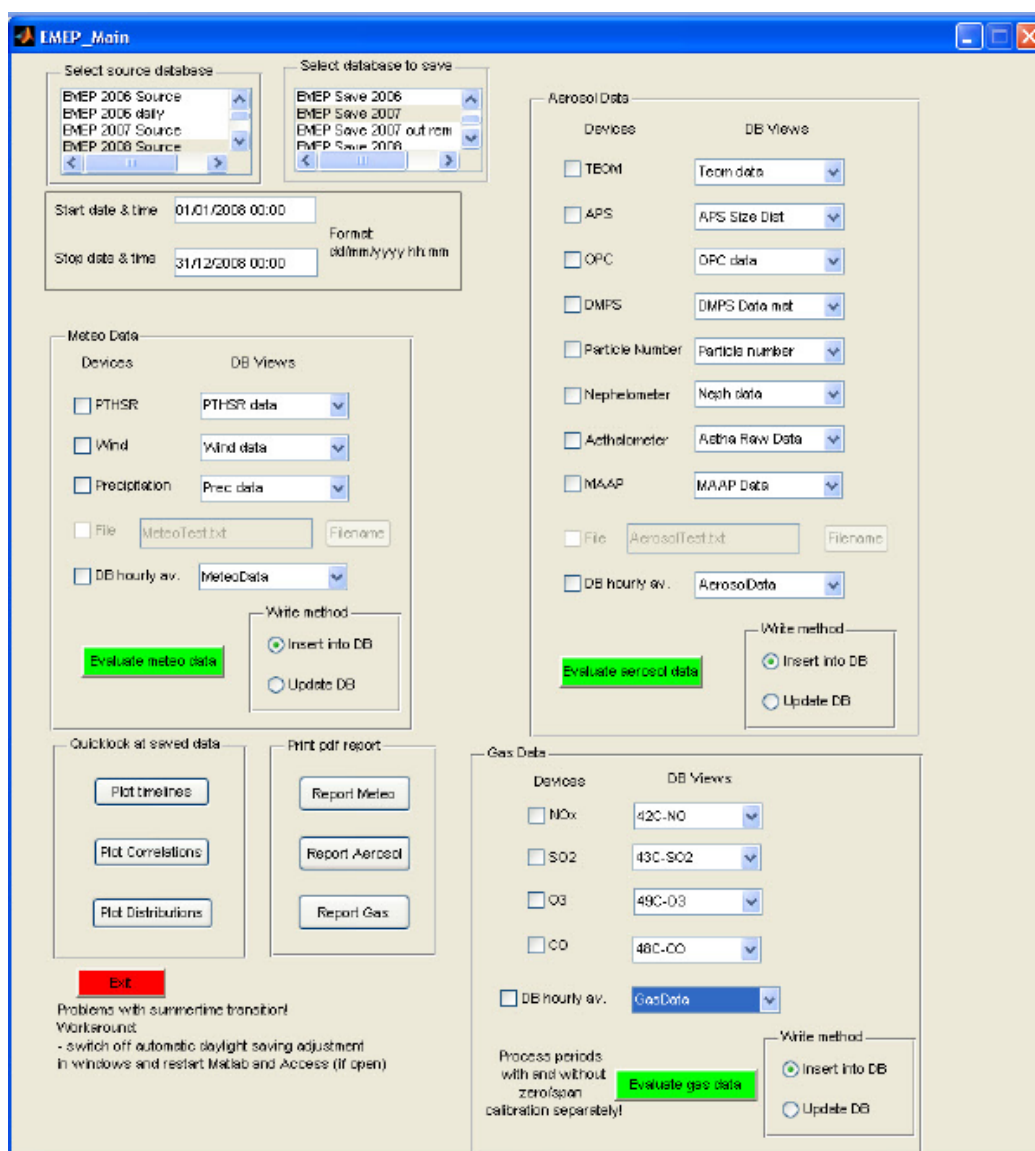 EMEP_Main
Select source database
EMEP 2006 Source
EMEP 2006 daily
EMEP 2007 Source
EMEP 2008 Source
Select database to save
EMEP Save 2006
EMEP Save 2007
EMEP Save 2007 out rem
EMEP Save 2008
Start date & time 01/01/2008 00:00
Stop date & time 31/12/2008 00:00
Format
dd/mm/yyyy hh:mm
Meteo Data
Devices DB Views
PTHSR PTHSR data
Wind Wind data
Precipitation Prec data
File MeteoTest.txt Filename
DB hourly av. MeteoData
Evaluate meteo data
Write method
Insert into DB
Update DB
Aerosol Data
Devices DB Views
TEOM Teom data
APS APS Size Dist
OPC OPC data
DMPS DMPS Data mat
Particle Number Particle number
Nephelometer Neph data
Aethalometer Aetha Raw Data
MAAP MAAP Data
File AerosolTest.txt Filename
DB hourly av. AerosolData
Evaluate aerosol data
Write method
Insert into DB
Update DB
Quicklook at saved data
Plot timelines
Plot Correlations
Plot Distributions
Print pdf report
Report Meteo
Report Aerosol
Report Gas
Exit
Problems with summertime transition!
Workaround:
- switch off automatic daylight saving adjustment
in windows and restart Matlab and Access (if open)
Gas Data
Devices DB Views
NOx 42C-NO
SO2 43C-SO2
O3 49C-O3
CO 48C-CO
DB hourly av. GasData
Process periods
with and without
zero/span
calibration separately!
Evaluate gas data
Write method
Insert into DB
Update DB